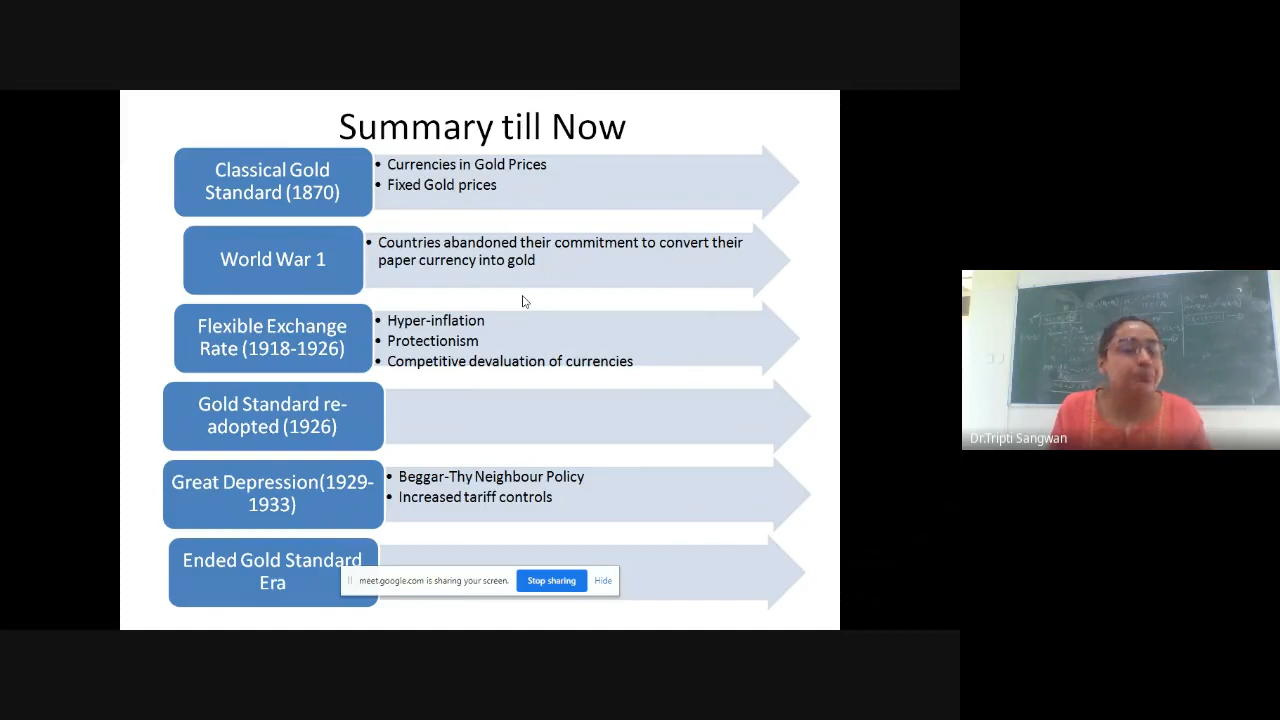 Summary till Now
Classical Gold
Standard (1870)
• Currencies in Gold Prices
• Fixed Gold prices
World War 1
• Countries abandoned their commitment to convert their
paper currency into gold
Flexible Exchange
Rate (1918-1926)
• Hyper-inflation
• Protectionism
• Competitive devaluation of currencies
Gold Standard re-
adopted (1926)
Great Depression(1929-
1933)
• Beggar-Thy Neighbour Policy
• Increased tariff controls
Ended Gold Standard
Era
meet.google.com is sharing your screen.
Stop sharing
Hide
Dr.Tripti Sangwan